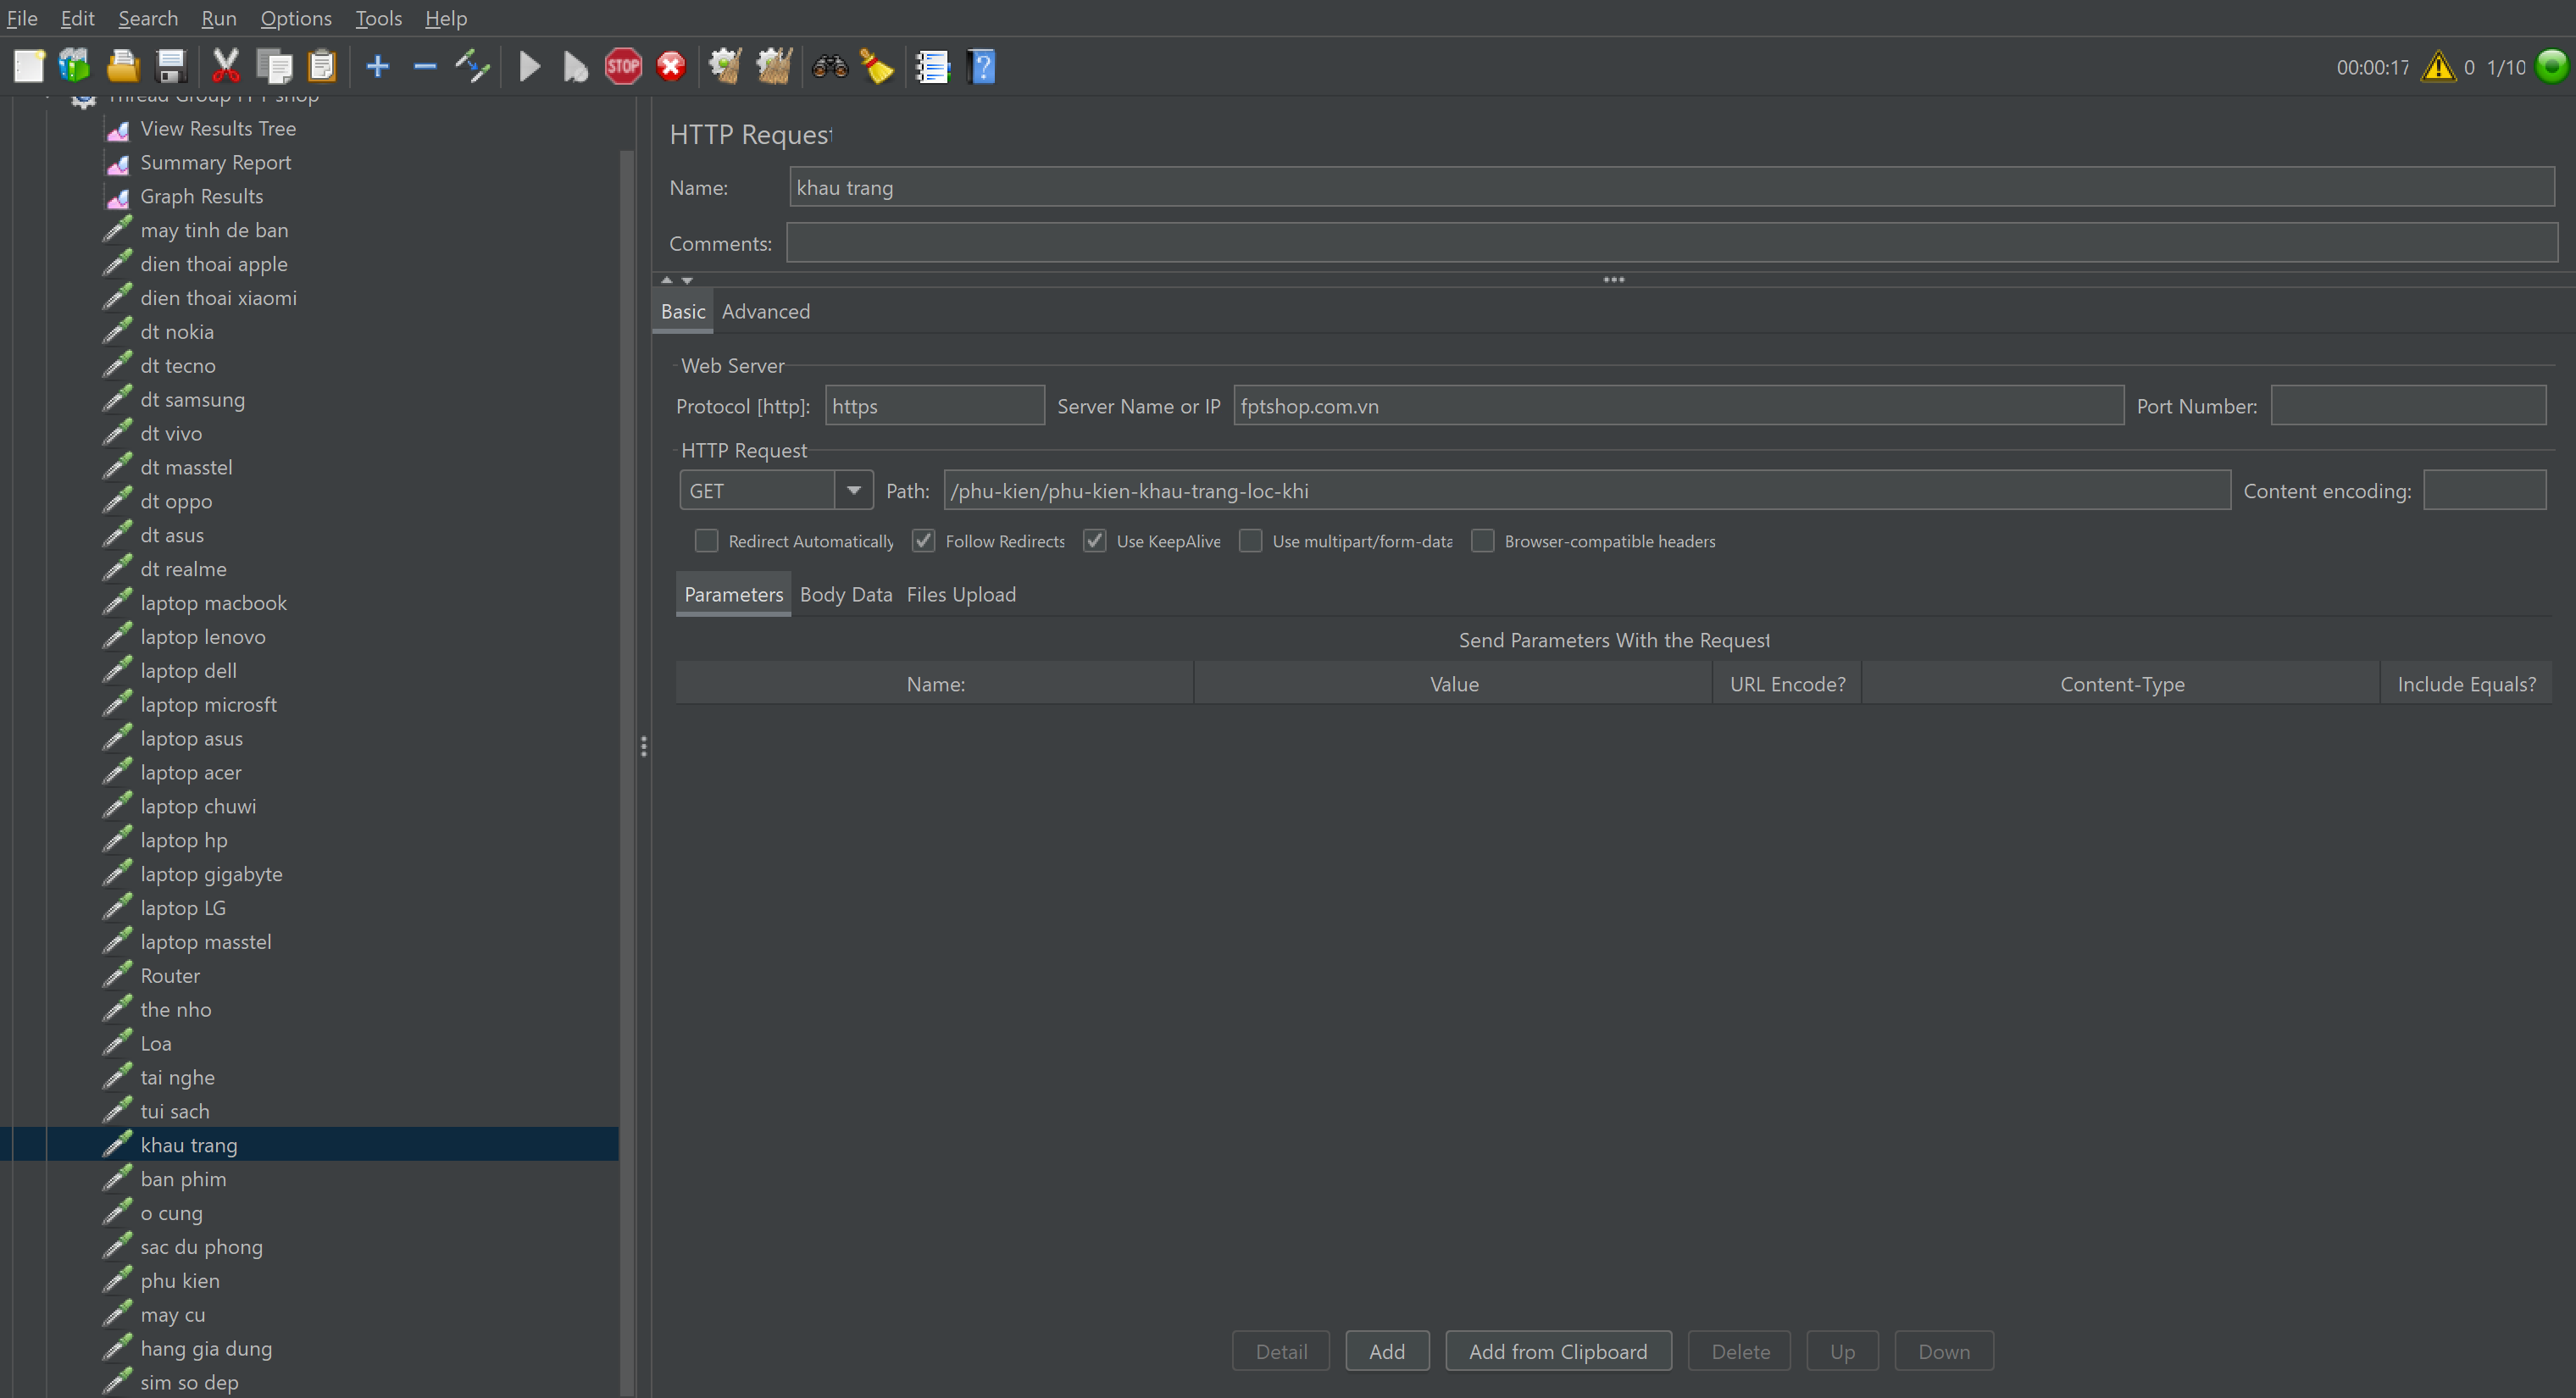 File Edit Search Run Options Tools Help
STOP
00:00:17 0 1/10
Thread Group FPT shop
View Results Tree
Summary Report
Graph Results
may tinh de ban
dien thoai apple
dien thoai xiaomi
dt nokia
dt tecno
dt samsung
dt vivo
dt masstel
dt oppo
dt asus
dt realme
laptop macbook
laptop lenovo
laptop dell
laptop microsft
laptop asus
laptop acer
laptop chuwi
laptop hp
laptop gigabyte
laptop LG
laptop masstel
Router
the nho
Loa
tai nghe
tui sach
khau trang
ban phim
o cung
sac du phong
phu kien
may cu
hang gia dung
sim so dep
HTTP Request
Name: khau trang
Comments:
Basic Advanced
Web Server
Protocol [http]: https Server Name or IP fptshop.com.vn Port Number:
HTTP Request
GET Path: /phu-kien/phu-kien-khau-trang-loc-khi Content encoding:
Redirect Automatically Follow Redirects Use KeepAlive Use multipart/form-data Browser-compatible headers
Parameters Body Data Files Upload
Send Parameters With the Request
Name: Value URL Encode? Content-Type Include Equals?
Detail Add Add from Clipboard Delete Up Down